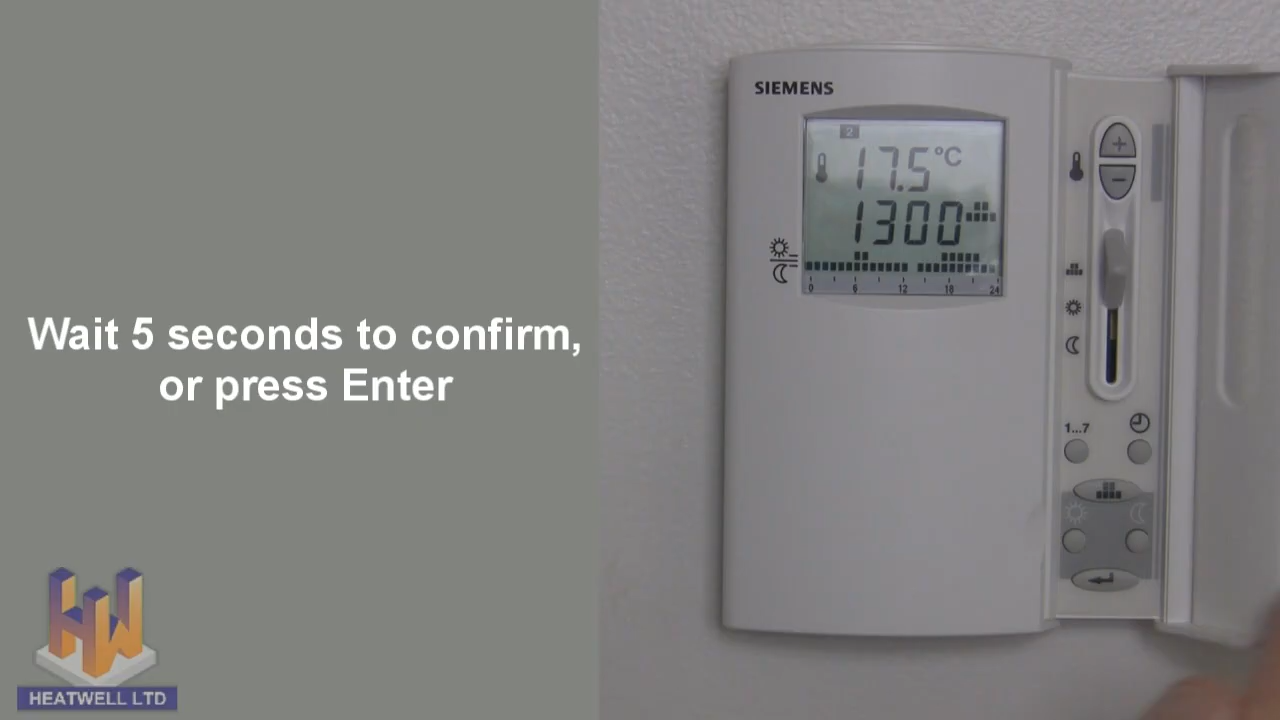 SIEMENS
2
17.5°C
1300
0 6 12 18 24
+
−
Wait 5 seconds to confirm,
or press Enter
1...7
HW
HEATWELL LTD